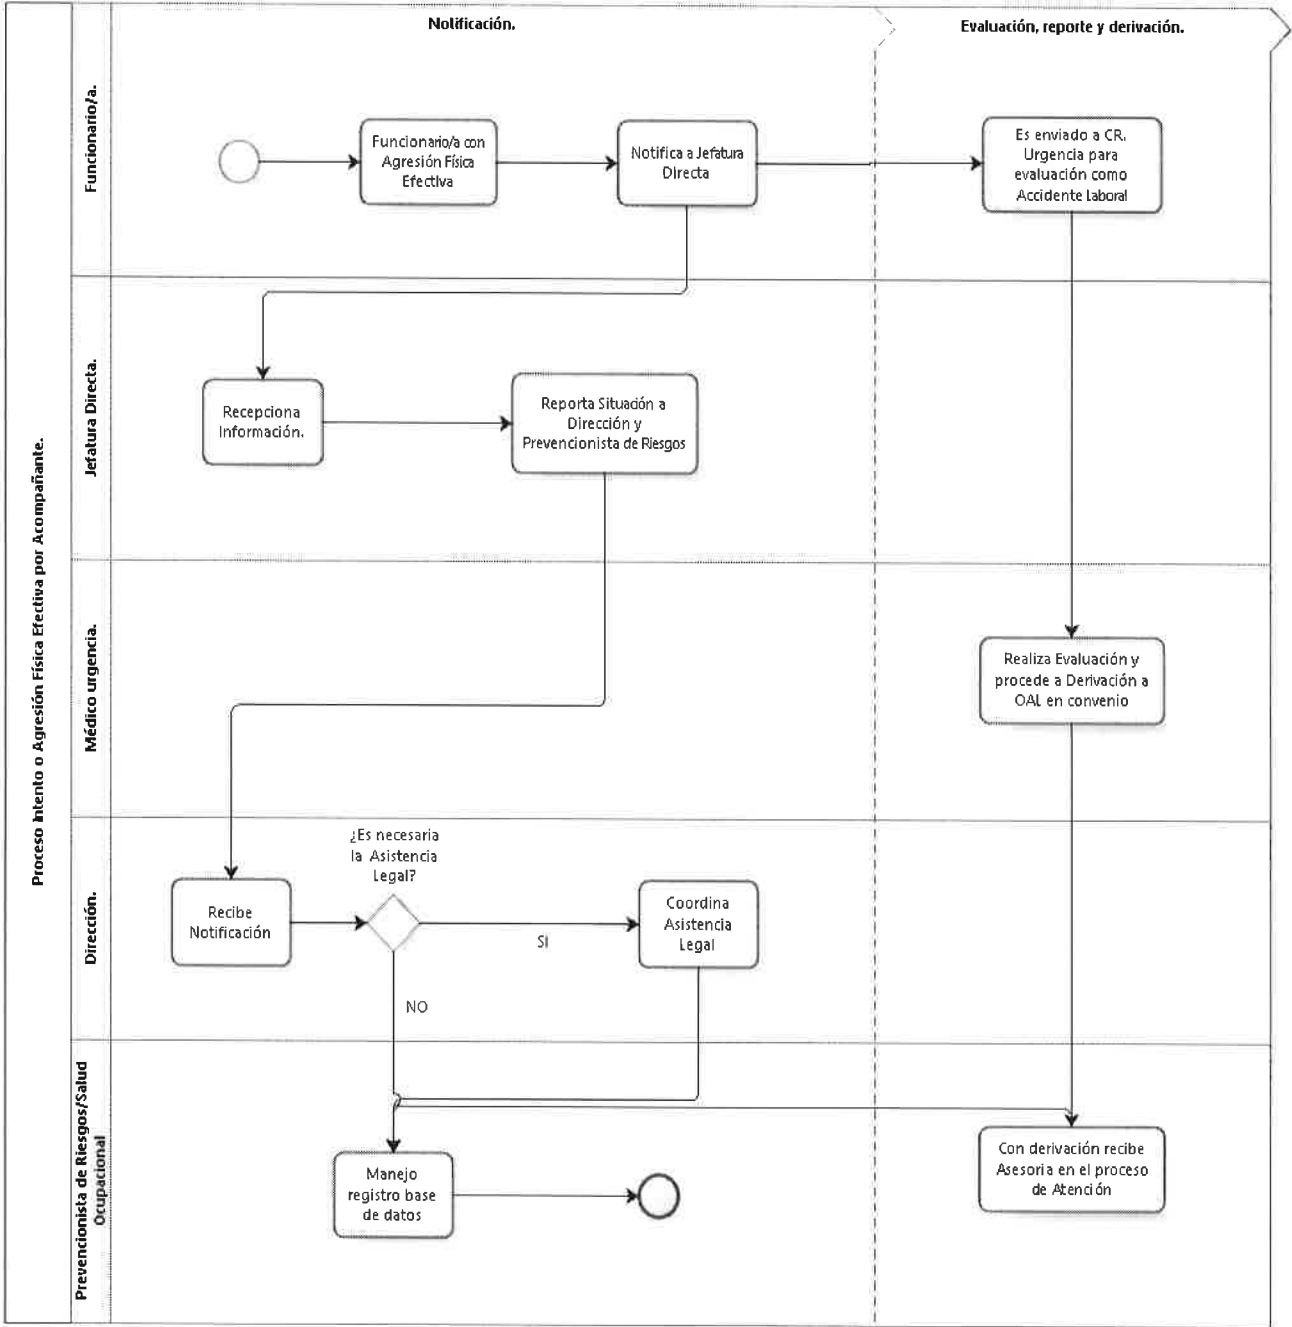 Notificación.
Evaluación, reporte y derivación.
Proceso Intento o Agresión Física Efectiva por Acompañante.
Funcionario/a.
Funcionario/a con
Agresión Física
Efectiva
Notifica a Jefatura
Directa
Es enviado a CR.
Urgencia para
evaluación como
Accidente Laboral
Jefatura Directa.
Recepciona
Información.
Reporta Situación a
Dirección y
Prevencionista de Riesgos
Médico urgencia.
Realiza Evaluación y
procede a Derivación a
OAL en convenio
Dirección.
Recibe
Notificación
¿Es necesaria
la Asistencia
Legal?
SI
NO
Coordina
Asistencia
Legal
Prevencionista de Riesgos/Salud
Ocupacional
Manejo
registro base
de datos
Con derivación recibe
Asesoria en el proceso
de Atención